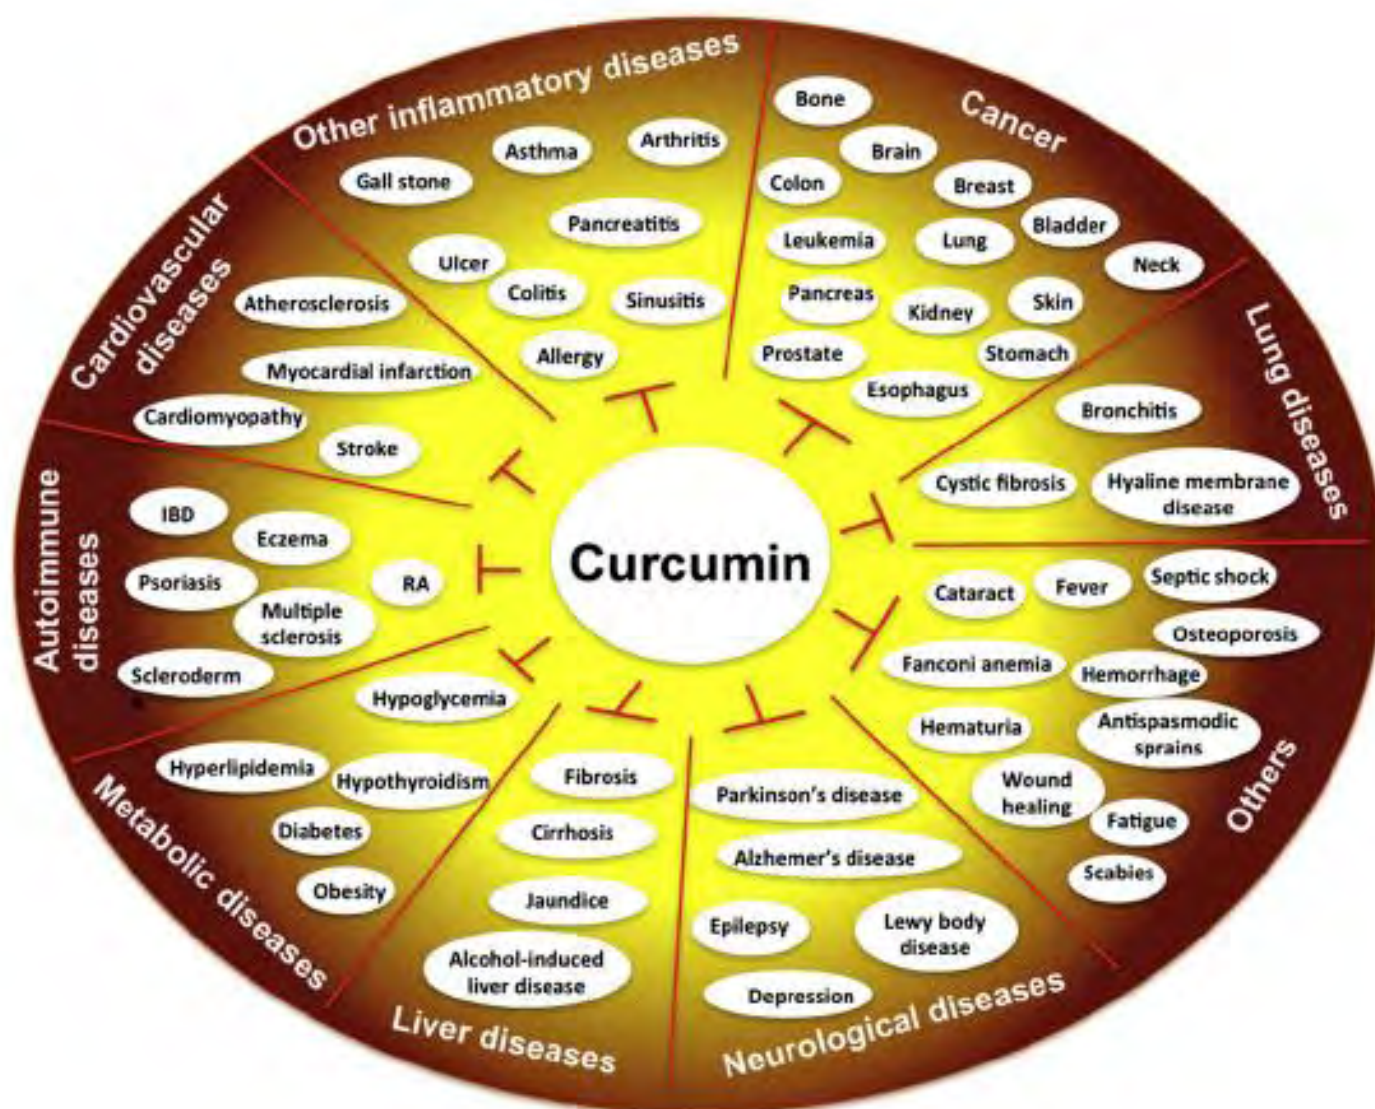 Other inflammatory diseases
Gall stone
Asthma
Arthritis
Pancreatitis
Ulcer
Colitis
Sinusitis
Allergy
Cancer
Bone
Brain
Colon
Breast
Bladder
Leukemia
Lung
Neck
Pancreas
Kidney
Skin
Prostate
Stomach
Esophagus
Lung diseases
Bronchitis
Cystic fibrosis
Hyaline membrane
disease
Others
Cataract
Fever
Septic shock
Osteoporosis
Fanconi anemia
Hemorrhage
Hematuria
Antispasmodic
sprains
Wound
healing
Fatigue
Scabies
Neurological diseases
Parkinson's disease
Alzhemer's disease
Epilepsy
Lewy body
disease
Depression
Liver diseases
Fibrosis
Cirrhosis
Jaundice
Alcohol-induced
liver disease
Metabolic diseases
Hypoglycemia
Hyperlipidemia
Hypothyroidism
Diabetes
Obesity
Autoimmune
diseases
IBD
Eczema
Psoriasis
RA
Multiple
sclerosis
Scleroderm
Cardiovascular
diseases
Atherosclerosis
Myocardial infarction
Cardiomyopathy
Stroke
Curcumin